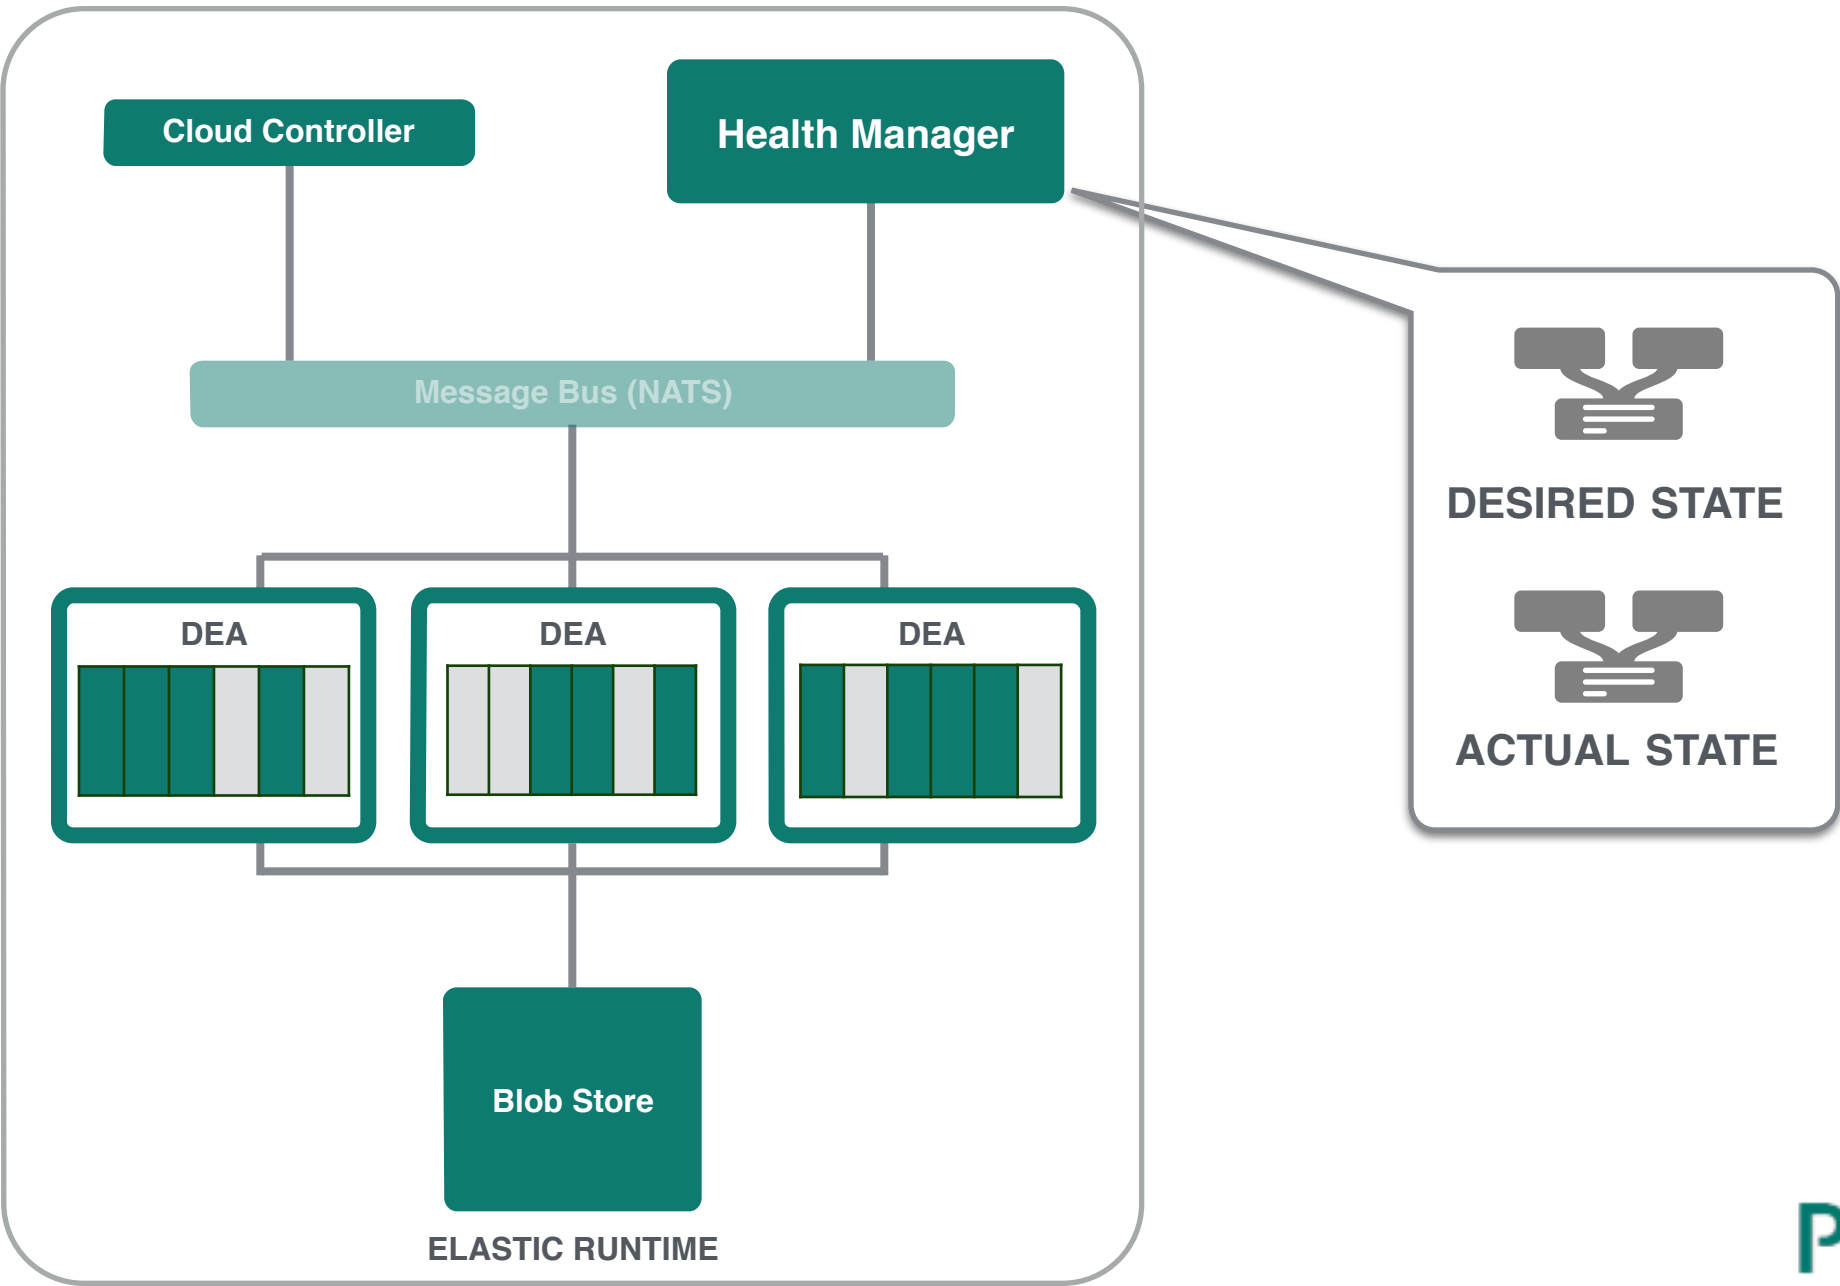 Cloud Controller
Health Manager
Message Bus (NATS)
DESIRED STATE
DEA
DEA
DEA
ACTUAL STATE
Blob Store
ELASTIC RUNTIME
P